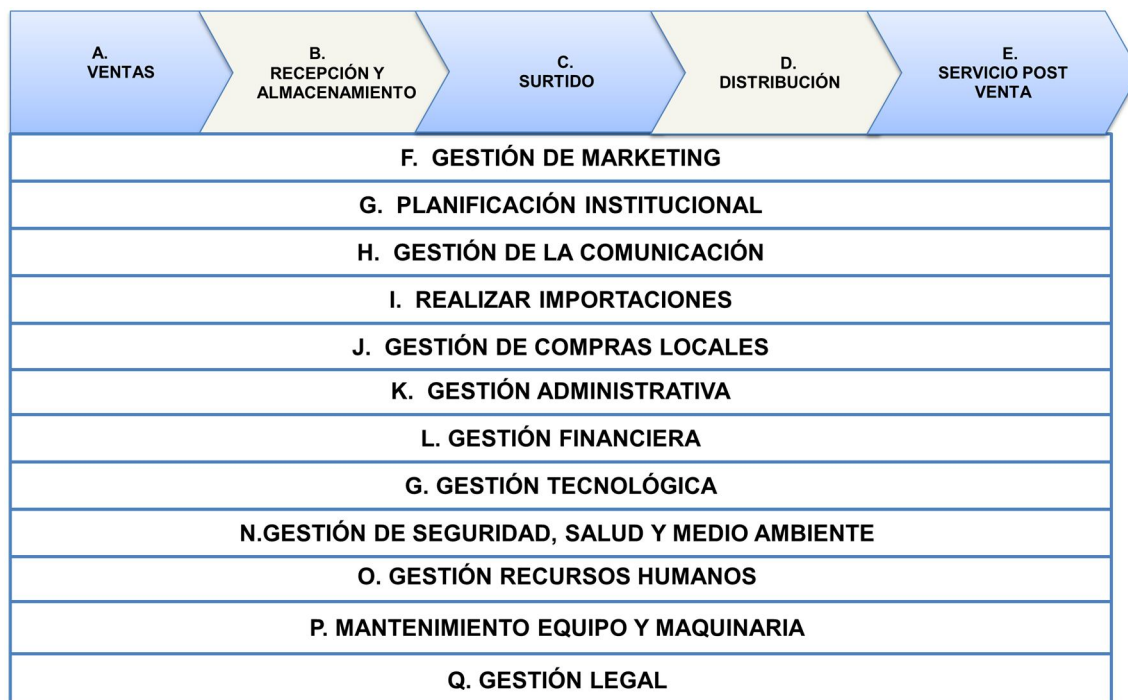 A.
VENTAS
B.
RECEPCIÓN Y
ALMACENAMIENTO
C.
SURTIDO
D.
DISTRIBUCIÓN
E.
SERVICIO POST
VENTA
F. GESTIÓN DE MARKETING
G. PLANIFICACIÓN INSTITUCIONAL
H. GESTIÓN DE LA COMUNICACIÓN
I. REALIZAR IMPORTACIONES
J. GESTIÓN DE COMPRAS LOCALES
K. GESTIÓN ADMINISTRATIVA
L. GESTIÓN FINANCIERA
G. GESTIÓN TECNOLÓGICA
N.GESTIÓN DE SEGURIDAD, SALUD Y MEDIO AMBIENTE
O. GESTIÓN RECURSOS HUMANOS
P. MANTENIMIENTO EQUIPO Y MAQUINARIA
Q. GESTIÓN LEGAL